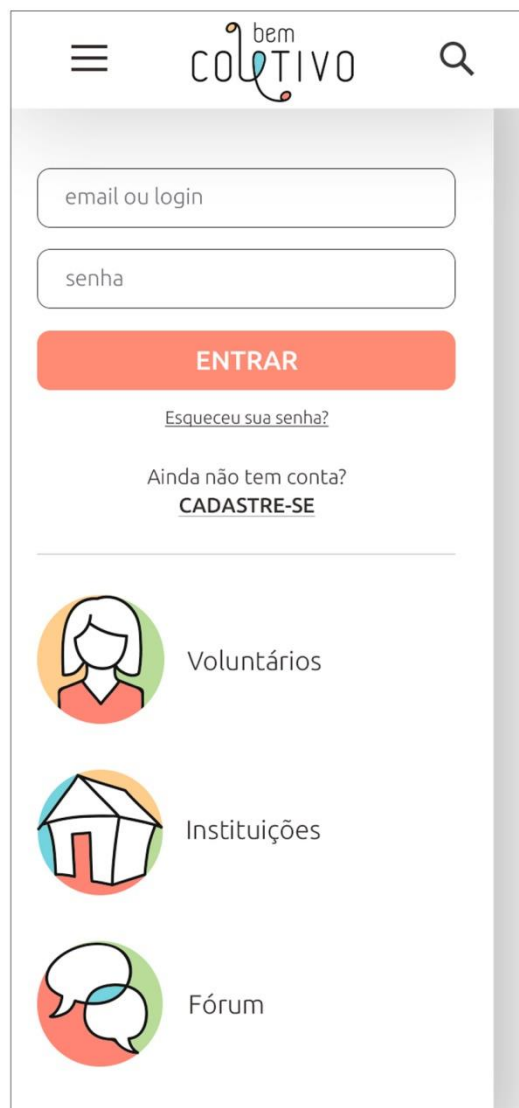 bem
COLETIVO
email ou login
senha
ENTRAR
Esqueceu sua senha?
Ainda não tem conta?
CADASTRE-SE
Voluntários
Instituições
Fórum